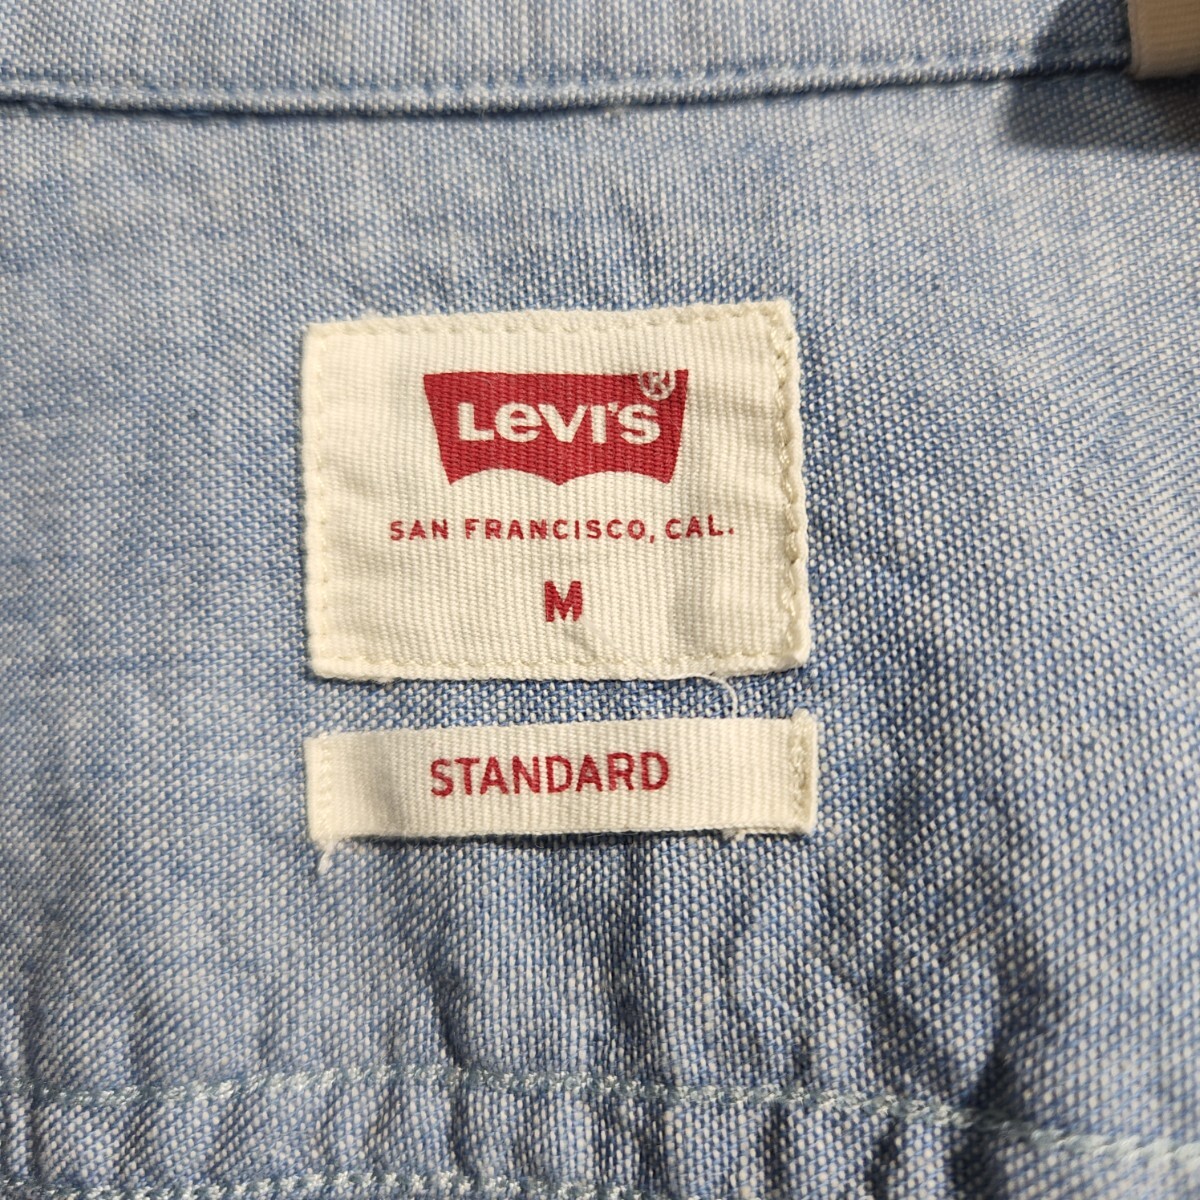 LEVI'S®
SAN FRANCISCO, CAL.
M
STANDARD